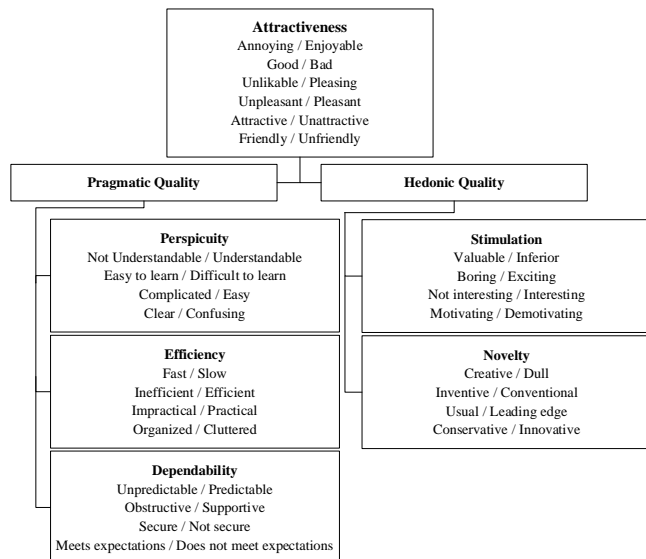 Attractiveness
Annoying / Enjoyable
Good / Bad
Unlikable / Pleasing
Unpleasant / Pleasant
Attractive / Unattractive
Friendly / Unfriendly
Pragmatic Quality
Hedonic Quality
Perspicuity
Not Understandable / Understandable
Easy to learn / Difficult to learn
Complicated / Easy
Clear / Confusing
Efficiency
Fast / Slow
Inefficient / Efficient
Impractical / Practical
Organized / Cluttered
Dependability
Unpredictable / Predictable
Obstructive / Supportive
Secure / Not secure
Meets expectations / Does not meet expectations
Stimulation
Valuable / Inferior
Boring / Exciting
Not interesting / Interesting
Motivating / Demotivating
Novelty
Creative / Dull
Inventive / Conventional
Usual / Leading edge
Conservative / Innovative